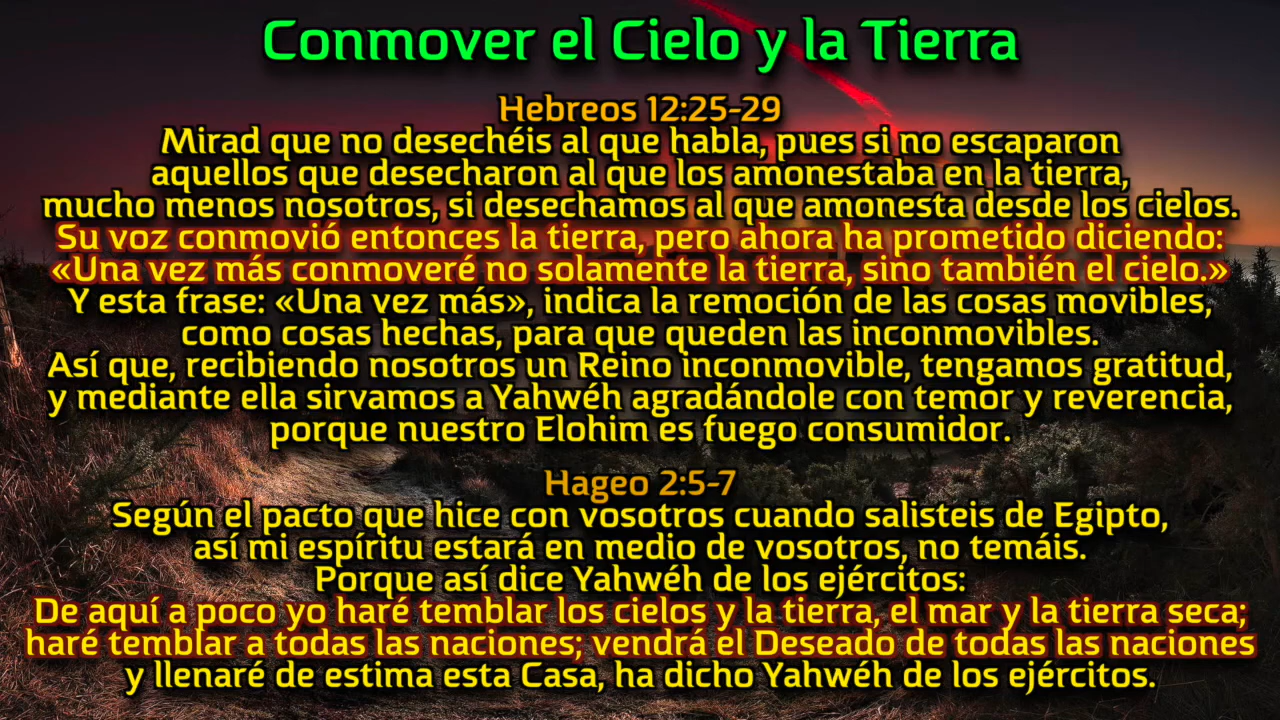 Conmover el Cielo y la Tierra
Hebreos 12:25-29
Mirad que no desechéis al que habla, pues si no escaparon
aquellos que desecharon al que los amonestaba en la tierra,
mucho menos nosotros, si desechamos al que amonesta desde los cielos.
Su voz conmovió entonces la tierra, pero ahora ha prometido diciendo:
«Una vez más conmoveré no solamente la tierra, sino también el cielo.»
Y esta frase: «Una vez más», indica la remoción de las cosas movibles,
como cosas hechas, para que queden las inconmovibles.
Así que, recibiendo nosotros un Reino inconmovible, tengamos gratitud,
y mediante ella sirvamos a Yahwéh agradándole con temor y reverencia,
porque nuestro Elohim es fuego consumidor.
Hageo 2:5-7
Según el pacto que hice con vosotros cuando salisteis de Egipto,
así mi espíritu estará en medio de vosotros, no temáis.
Porque así dice Yahwéh de los ejércitos:
De aquí a poco yo haré temblar los cielos y la tierra, el mar y la tierra seca;
haré temblar a todas las naciones; vendrá el Deseado de todas las naciones
y llenaré de estima esta Casa, ha dicho Yahwéh de los ejércitos.